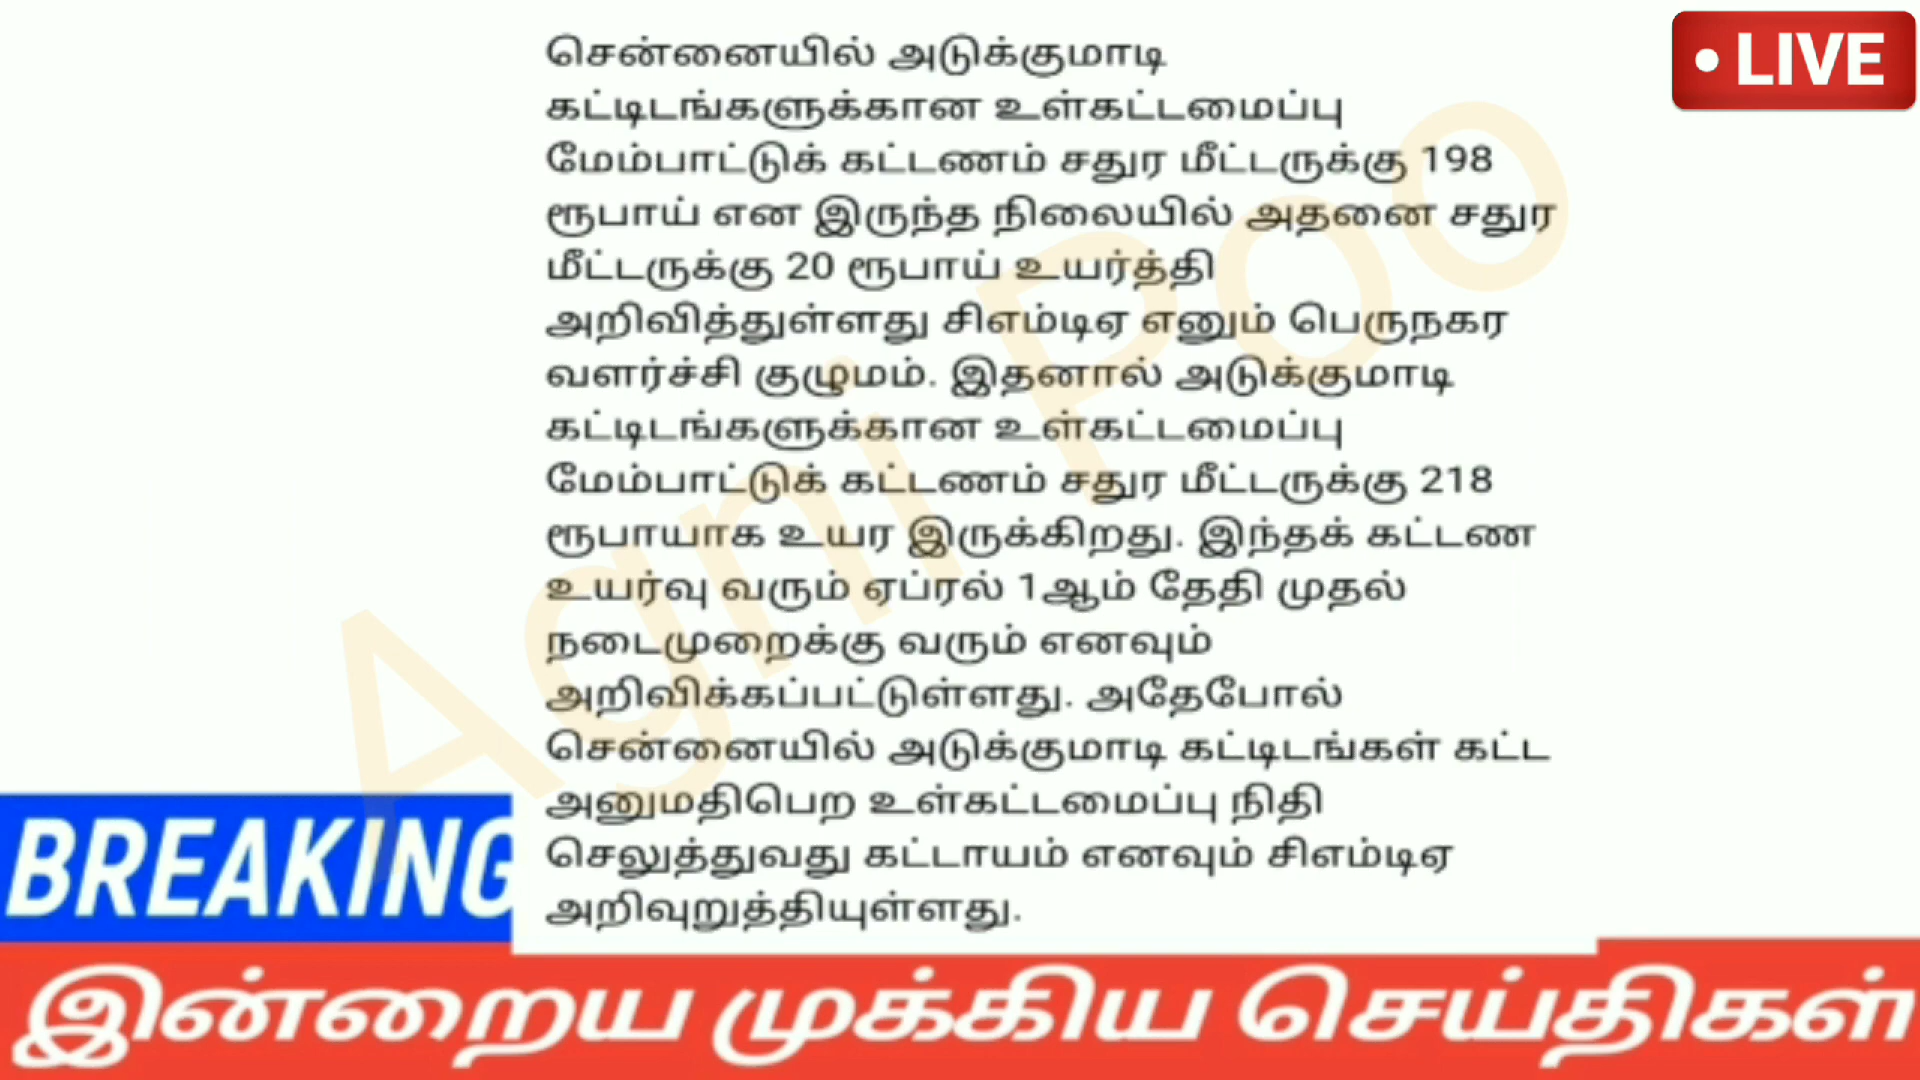 • LIVE
சென்னையில் அடுக்குமாடி
கட்டிடங்களுக்கான உள்கட்டமைப்பு
மேம்பாட்டுக் கட்டணம் சதுர மீட்டருக்கு 198
ரூபாய் என இருந்த நிலையில் அதனை சதுர
மீட்டருக்கு 20 ரூபாய் உயர்த்தி
அறிவித்துள்ளது சிஎம்டிஏ எனும் பெருநகர
வளர்ச்சி குழுமம். இதனால் அடுக்குமாடி
கட்டிடங்களுக்கான உள்கட்டமைப்பு
மேம்பாட்டுக் கட்டணம் சதுர மீட்டருக்கு 218
ரூபாயாக உயர இருக்கிறது. இந்தக் கட்டண
உயர்வு வரும் ஏப்ரல் 1ஆம் தேதி முதல்
நடைமுறைக்கு வரும் எனவும்
அறிவிக்கப்பட்டுள்ளது. அதேபோல்
சென்னையில் அடுக்குமாடி கட்டிடங்கள் கட்ட
அனுமதிபெற உள்கட்டமைப்பு நிதி
செலுத்துவது கட்டாயம் எனவும் சிஎம்டிஏ
அறிவுறுத்தியுள்ளது.
Agni Poo
BREAKING
இன்றைய முக்கிய செய்திகள்